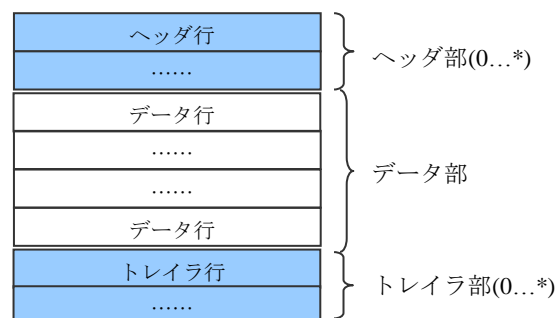 ヘッダ行
……
ヘッダ部(0…*)
データ行
……
……
データ行
データ部
トレイラ行
……
トレイラ部(0…*)